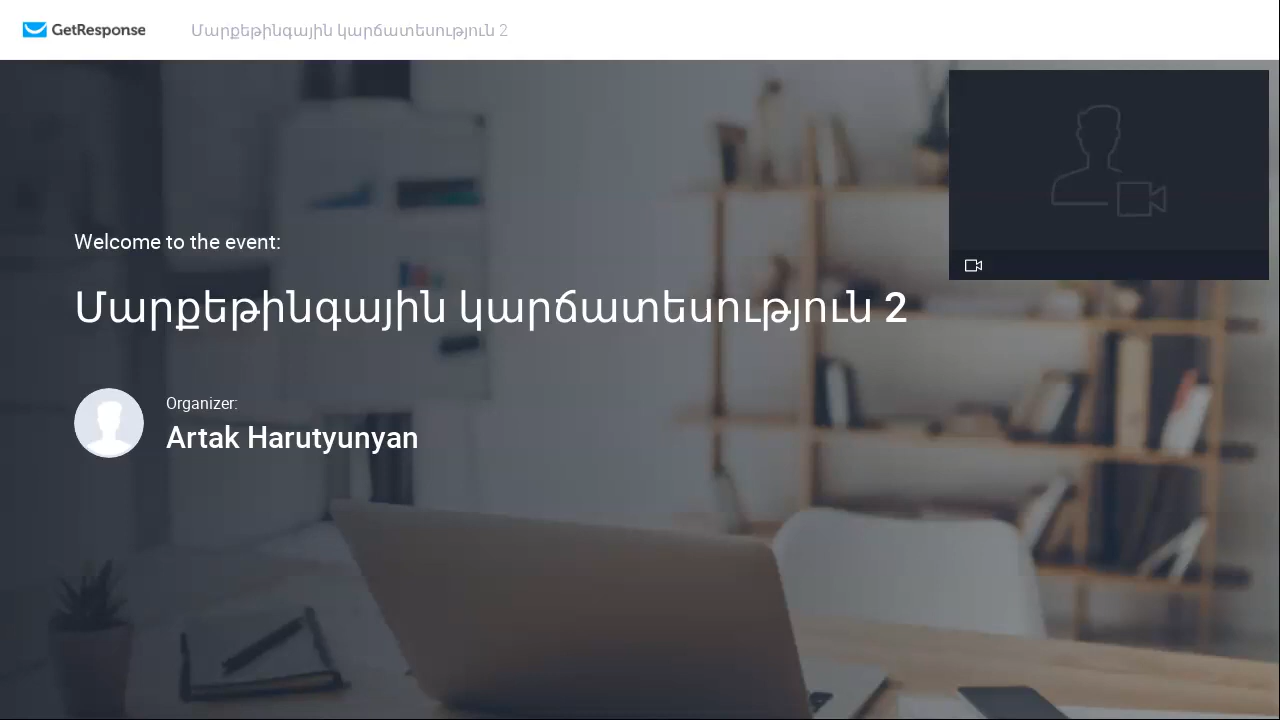 GetResponse
Մարքեթինգային կարճատեսություն 2
Welcome to the event:
Մարքեթինգային կարճատեսություն 2
Organizer:
Artak Harutyunyan